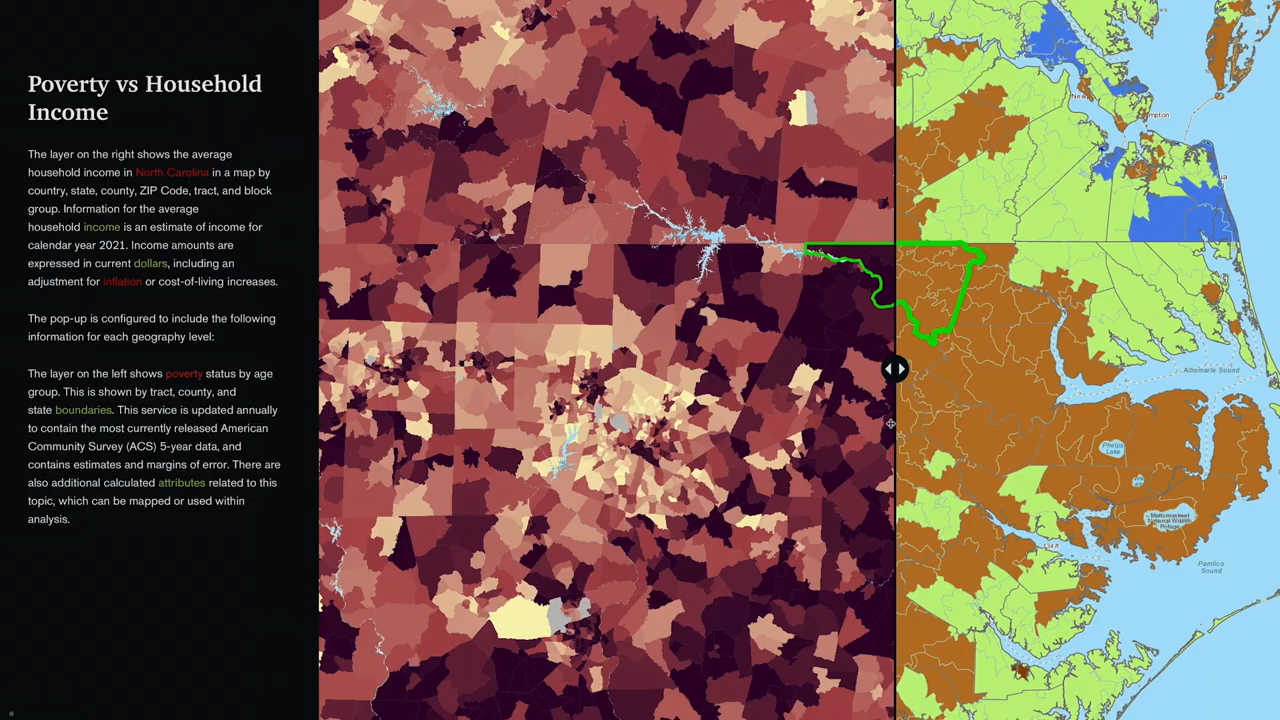 Poverty vs Household
Income
The layer on the right shows the average
household income in North Carolina in a map by
country, state, county, ZIP Code, tract, and block
group. Information for the average
household income is an estimate of income for
calendar year 2021. Income amounts are
expressed in current dollars, including an
adjustment for inflation or cost-of-living increases.
The pop-up is configured to include the following
information for each geography level:
The layer on the left shows poverty status by age
group. This is shown by tract, county, and
state boundaries. This service is updated annually
to contain the most currently released American
Community Survey (ACS) 5-year data, and
contains estimates and margins of error. There are
also additional calculated attributes related to this
topic, which can be mapped or used within
analysis.
New
mpton
ia
Albemarle Sound
Phelps
Lake
Mattamuskeet
National Wildlife
Refuge
Pamlico
Sound